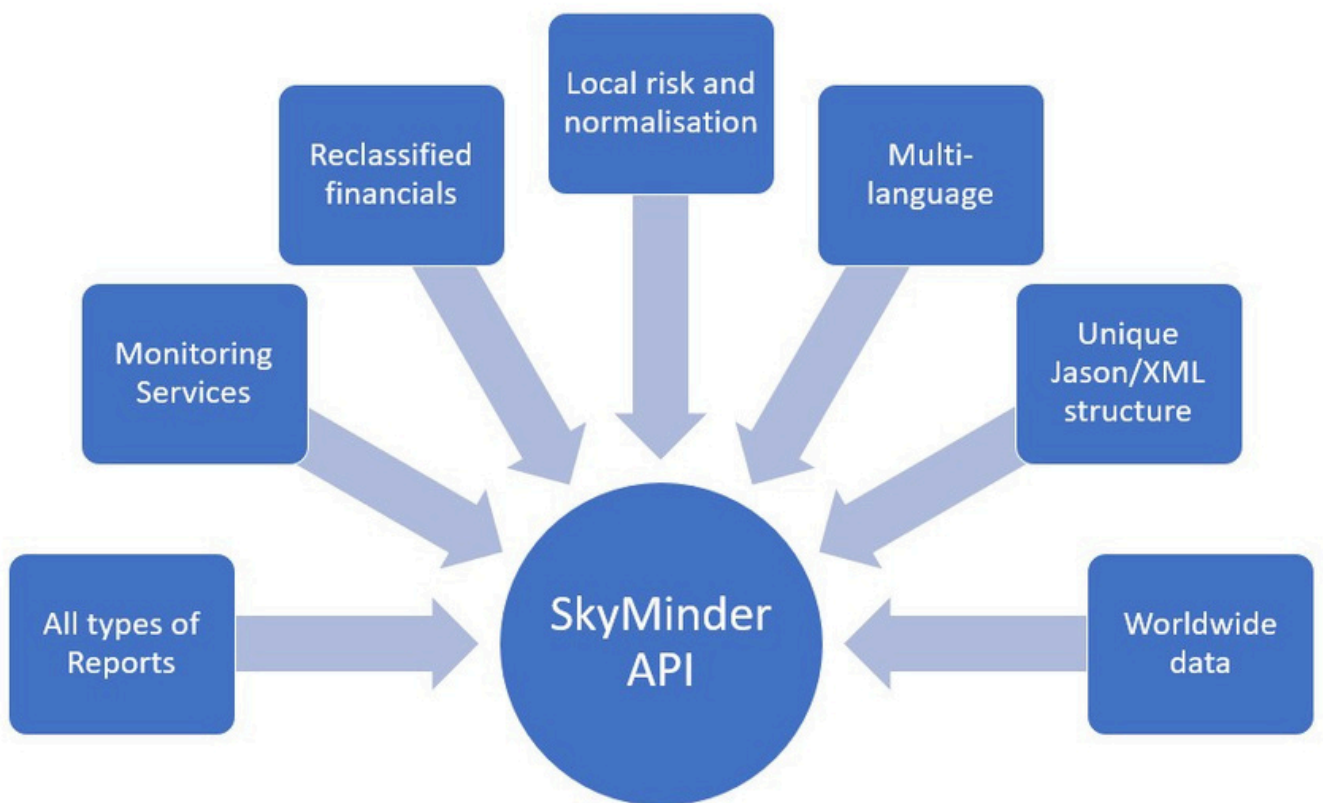 Local risk and
normalisation
Reclassified
financials
Multi-
language
Monitoring
Services
Unique
Jason/XML
structure
All types of
Reports
SkyMinder
API
Worldwide
data